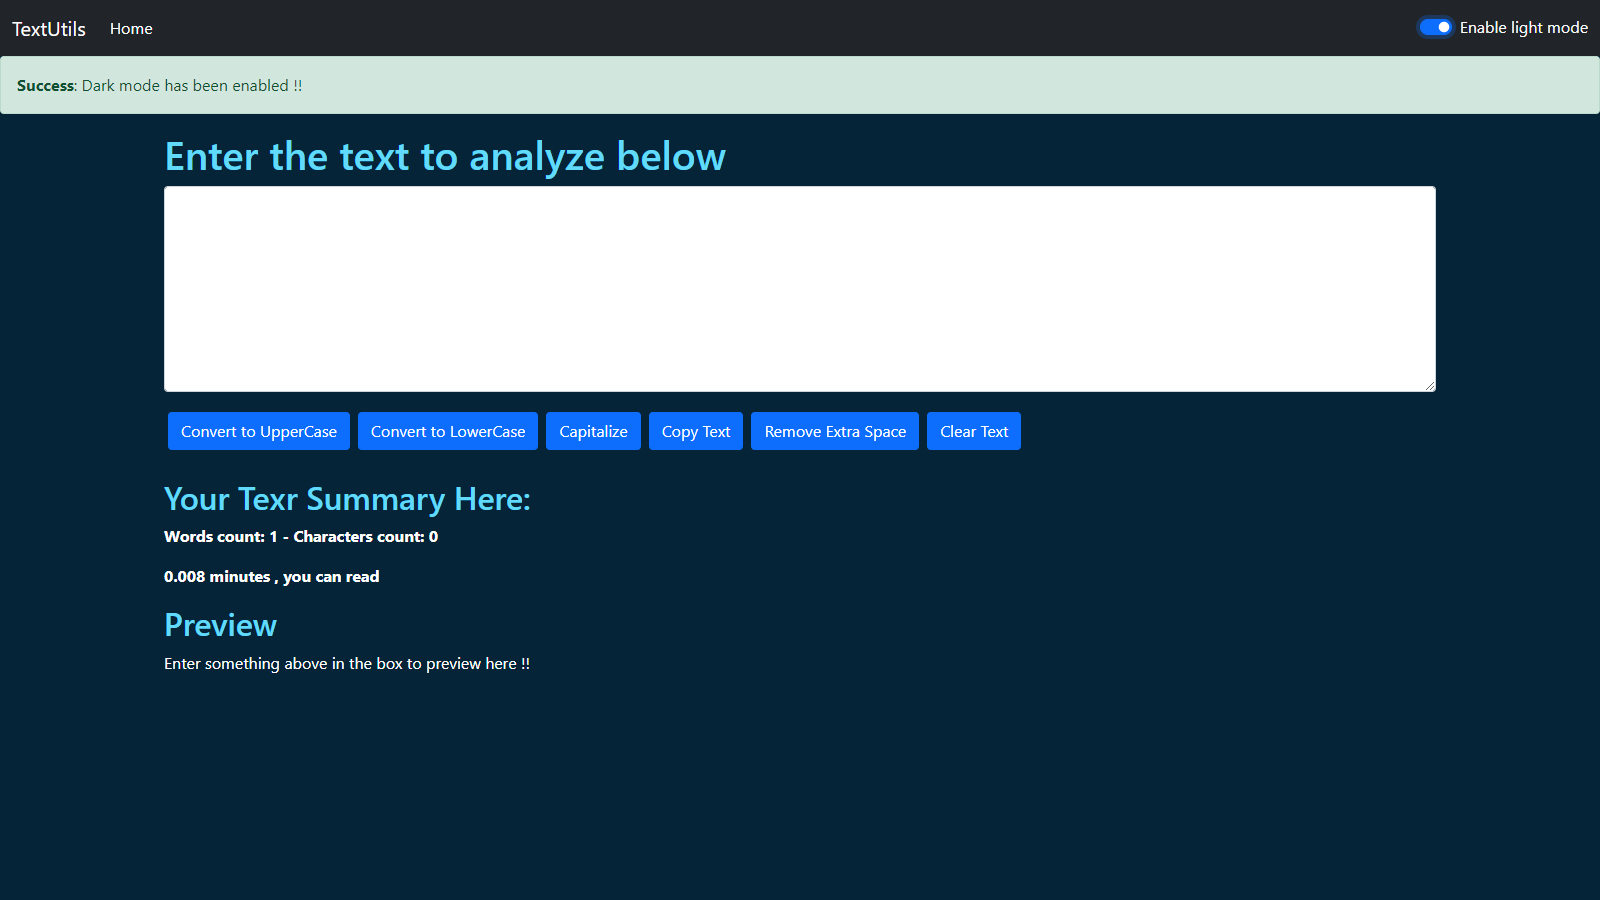 TextUtils Home Enable light mode
Success: Dark mode has been enabled !!
Enter the text to analyze below
Convert to UpperCase Convert to LowerCase Capitalize Copy Text Remove Extra Space Clear Text
Your Texr Summary Here:
Words count: 1 - Characters count: 0
0.008 minutes , you can read
Preview
Enter something above in the box to preview here !!